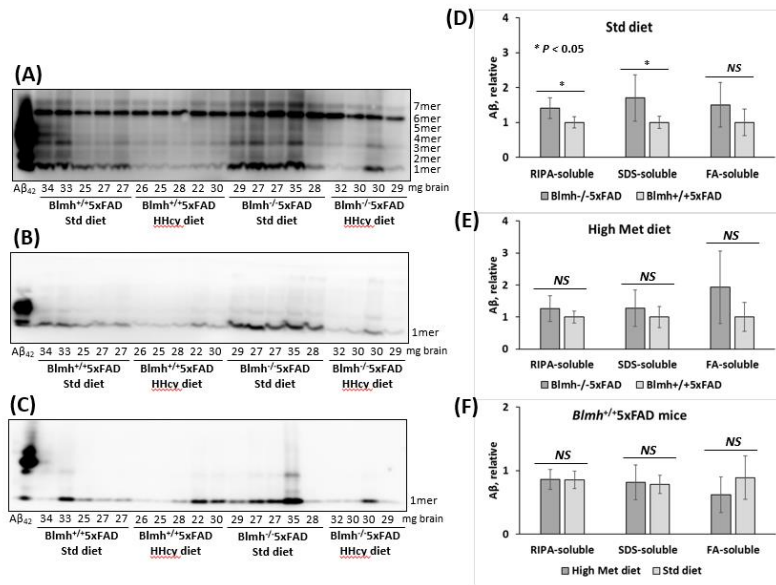 (A)
7mer
6mer
5mer
4mer
3mer
2mer
1mer
Aβ42 34 33 25 27 27 26 25 28 22 30 29 27 27 35 28 32 30 30 29 mg brain
Blmh+/+5xFAD Blmh+/+5xFAD Blmh-/-5xFAD Blmh-/-5xFAD
Std diet HHcy diet Std diet HHcy diet
(B)
1mer
Aβ42 34 33 25 27 27 26 25 28 22 30 29 27 27 35 28 32 30 30 29 mg brain
Blmh+/+5xFAD Blmh+/+5xFAD Blmh-/-5xFAD Blmh-/-5xFAD
Std diet HHcy diet Std diet HHcy diet
(C)
1mer
Aβ42 34 33 25 27 27 26 25 28 22 30 29 27 27 35 28 32 30 30 29 mg brain
Blmh+/+5xFAD Blmh+/+5xFAD Blmh-/-5xFAD Blmh-/-5xFAD
Std diet HHcy diet Std diet HHcy diet
(D)
Std diet
Aβ, relative
4
3
2
1
0
* P < 0.05
* * NS
RIPA-soluble SDS-soluble FA-soluble
Blmh-/-5xFAD Blmh+/+5xFAD
(E)
High Met diet
Aβ, relative
4
3
2
1
0
NS NS NS
RIPA-soluble SDS-soluble FA-soluble
Blmh-/-5xFAD Blmh+/+5xFAD
(F)
Blmh+/+5xFAD mice
Aβ, relative
2
1
0
NS NS NS
RIPA-soluble SDS-soluble FA-soluble
High Met diet Std diet